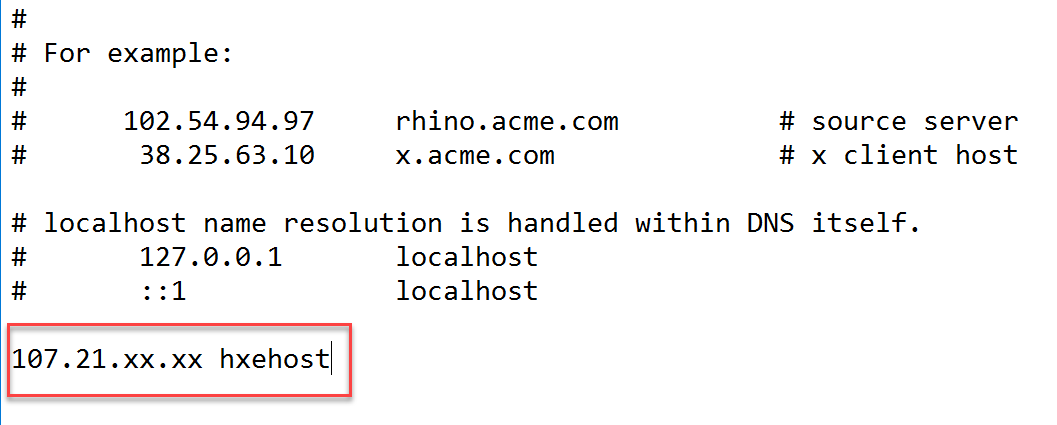 #
# For example:
#
#      102.54.94.97     rhino.acme.com          # source server
#       38.25.63.10     x.acme.com              # x client host
# localhost name resolution is handled within DNS itself.
#       127.0.0.1       localhost
#       ::1             localhost
107.21.xx.xx hxehost